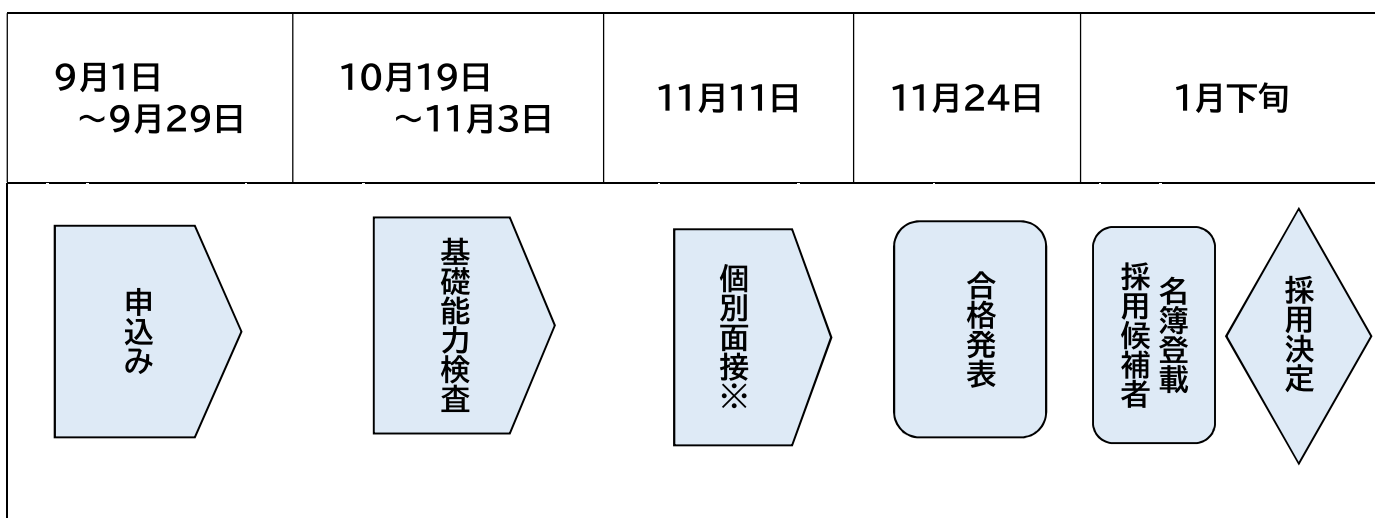 9月1日
～9月29日
10月19日
～11月3日
11月11日
11月24日
1月下旬
申込み
基礎能力検査
個別面接※
合格発表
名簿登載
採用候補者
採用決定